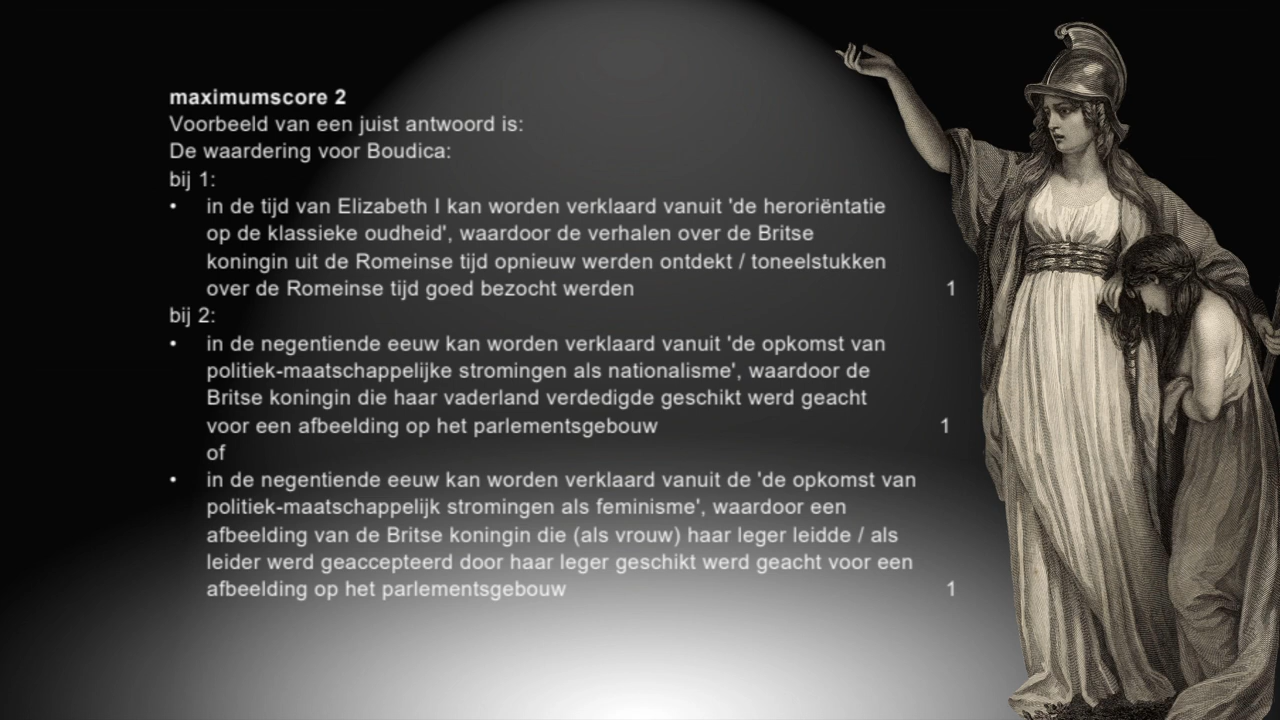 maximumscore 2
Voorbeeld van een juist antwoord is:
De waardering voor Boudica:
bij 1:
• in de tijd van Elizabeth I kan worden verklaard vanuit 'de heroriëntatie
op de klassieke oudheid', waardoor de verhalen over de Britse
koningin uit de Romeinse tijd opnieuw werden ontdekt / toneelstukken
over de Romeinse tijd goed bezocht werden 1
bij 2:
• in de negentiende eeuw kan worden verklaard vanuit 'de opkomst van
politiek-maatschappelijke stromingen als nationalisme', waardoor de
Britse koningin die haar vaderland verdedigde geschikt werd geacht
voor een afbeelding op het parlementsgebouw 1
of
• in de negentiende eeuw kan worden verklaard vanuit de 'de opkomst van
politiek-maatschappelijk stromingen als feminisme', waardoor een
afbeelding van de Britse koningin die (als vrouw) haar leger leidde / als
leider werd geaccepteerd door haar leger geschikt werd geacht voor een
afbeelding op het parlementsgebouw 1